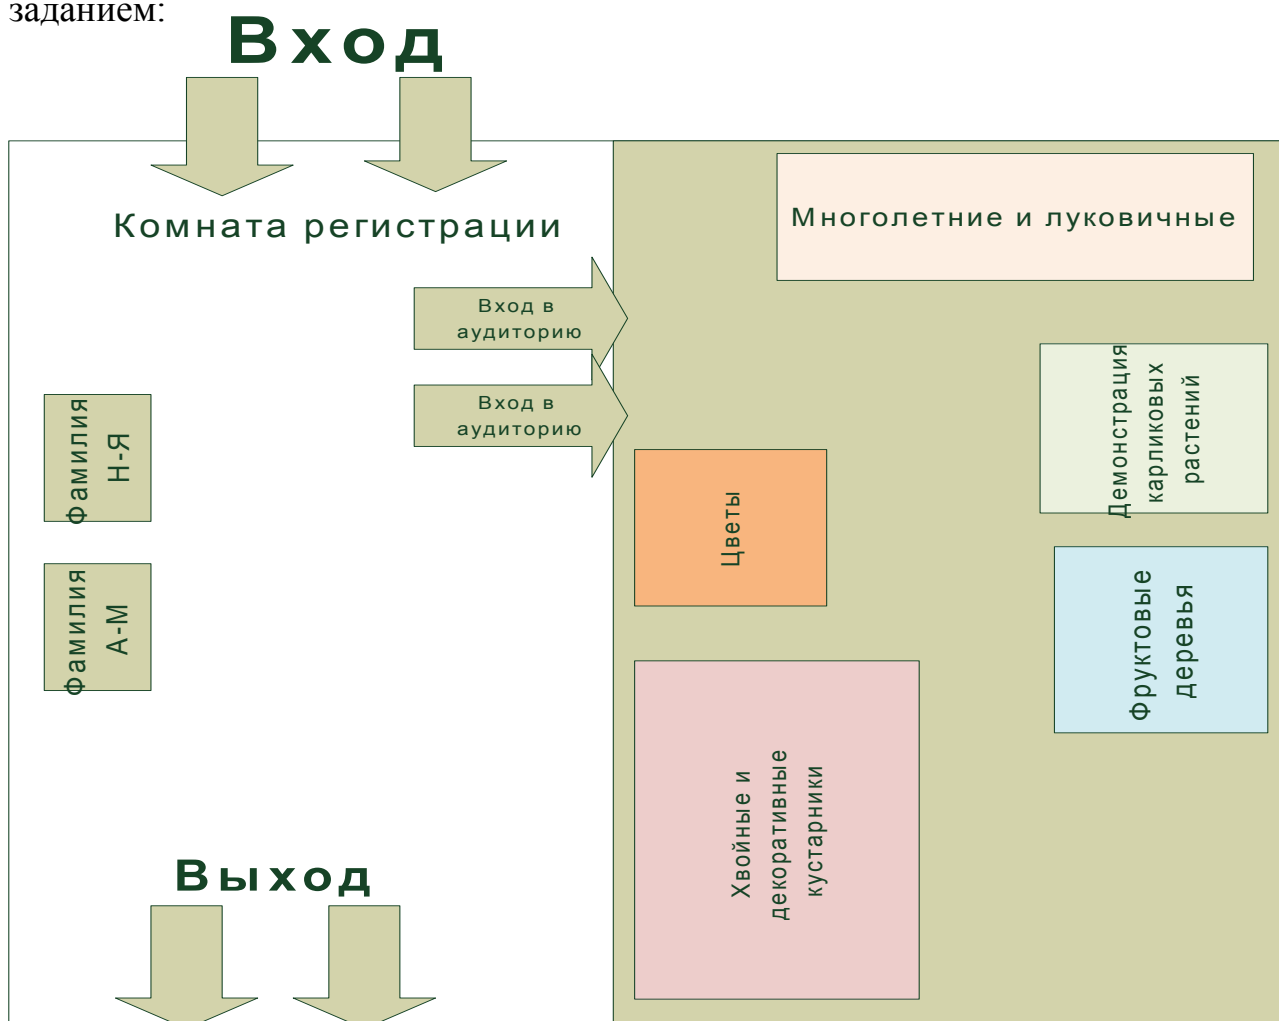 заданием:
Вход
Комната регистрации
Многолетние и луковичные
Вход в
аудиторию
Вход в
аудиторию
Демонстрация
карликовых
растений
Фамилия
Н-Я
Цветы
Фамилия
А-М
Фруктовые
деревья
Хвойные и
декоративные
кустарники
Выход